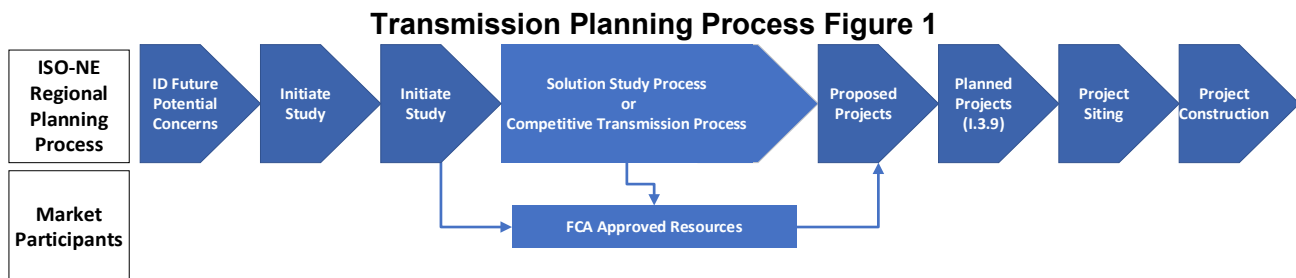 Transmission Planning Process Figure 1
ISO-NE
Regional
Planning
Process
ID Future
Potential
Concerns
Initiate
Study
Initiate
Study
Solution Study Process
or
Competitive Transmission Process
Proposed
Projects
Planned
Projects
(I.3.9)
Project
Siting
Project
Construction
Market
Participants
FCA Approved Resources